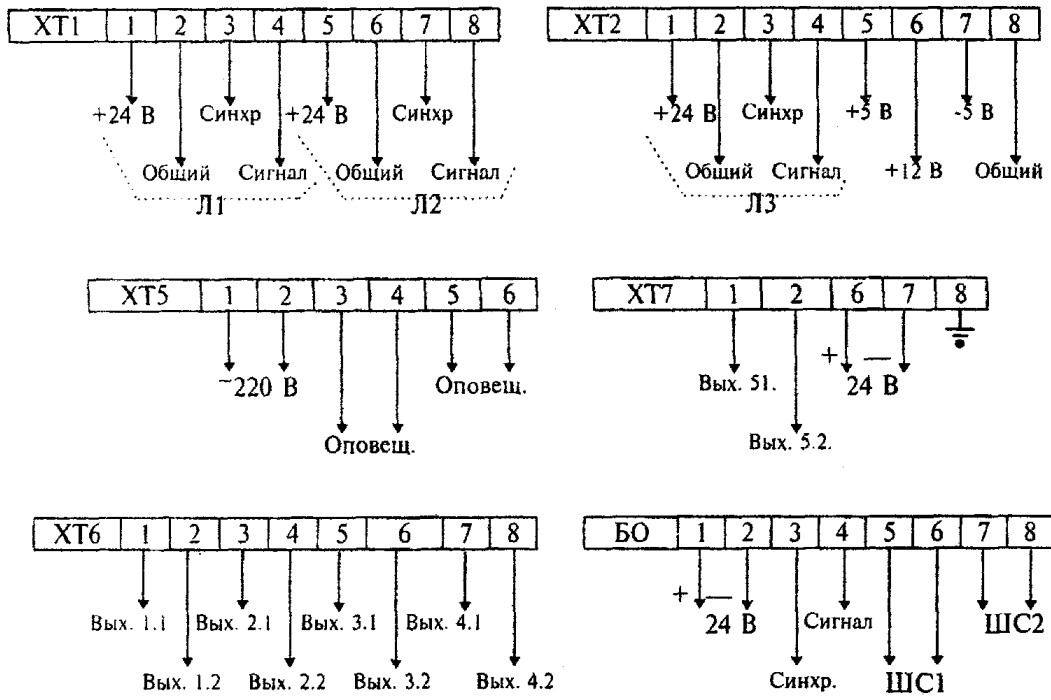 XT1 1 2 3 4 5 6 7 8
+24 В Синхр +24 В Синхр
Общий Сигнал Общий Сигнал
Л1 Л2
XT2 1 2 3 4 5 6 7 8
+24 В Синхр +5 В -5 В
Общий Сигнал +12 В Общий
Л3
XT5 1 2 3 4 5 6
~220 В Оповещ.
Оповещ.
XT7 1 2 6 7 8
+ —
Вых. 51. 24 В
Вых. 5.2.
XT6 1 2 3 4 5 6 7 8
Вых. 1.1 Вых. 2.1 Вых. 3.1 Вых. 4.1
Вых. 1.2 Вых. 2.2 Вых. 3.2 Вых. 4.2
БО 1 2 3 4 5 6 7 8
+ —
24 В Сигнал ШС2
Синхр. ШС1